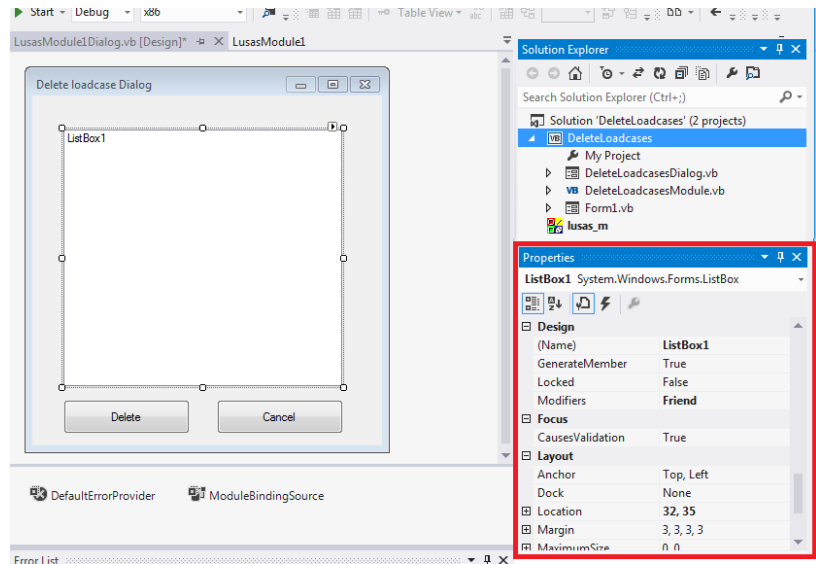 Start Debug x86 Table View abc
LusasModule1Dialog.vb [Design]* LusasModule1
Delete loadcase Dialog
ListBox1
Delete Cancel
DefaultErrorProvider ModuleBindingSource
Error List
Solution Explorer
Search Solution Explorer (Ctrl+;)
Solution 'DeleteLoadcases' (2 projects)
VB DeleteLoadcases
My Project
DeleteLoadcasesDialog.vb
VB DeleteLoadcasesModule.vb
Form1.vb
lusas_m
Properties
ListBox1 System.Windows.Forms.ListBox
Design
(Name) ListBox1
GenerateMember True
Locked False
Modifiers Friend
Focus
CausesValidation True
Layout
Anchor Top, Left
Dock None
Location 32, 35
Margin 3, 3, 3, 3
MaximumSize 0, 0